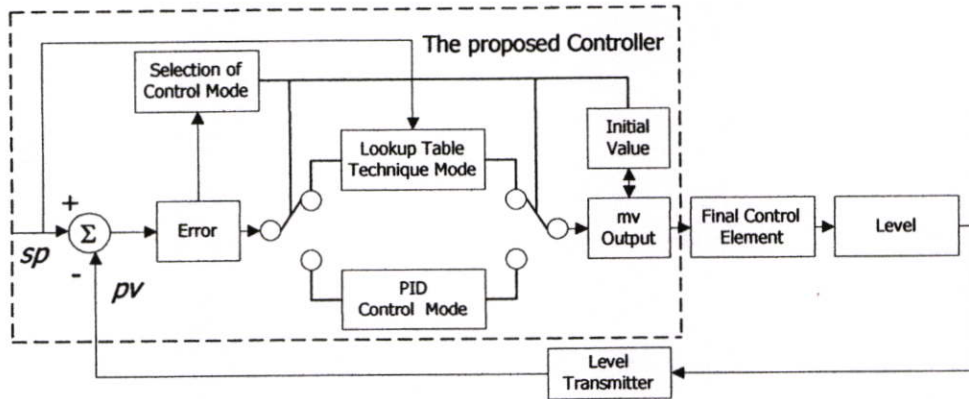 The proposed Controller
Selection of
Control Mode
Initial
Value
Lookup Table
Technique Mode
+
Σ
Error
mv
Output
Final Control
Element
Level
sp
-
pv
PID
Control Mode
Level
Transmitter